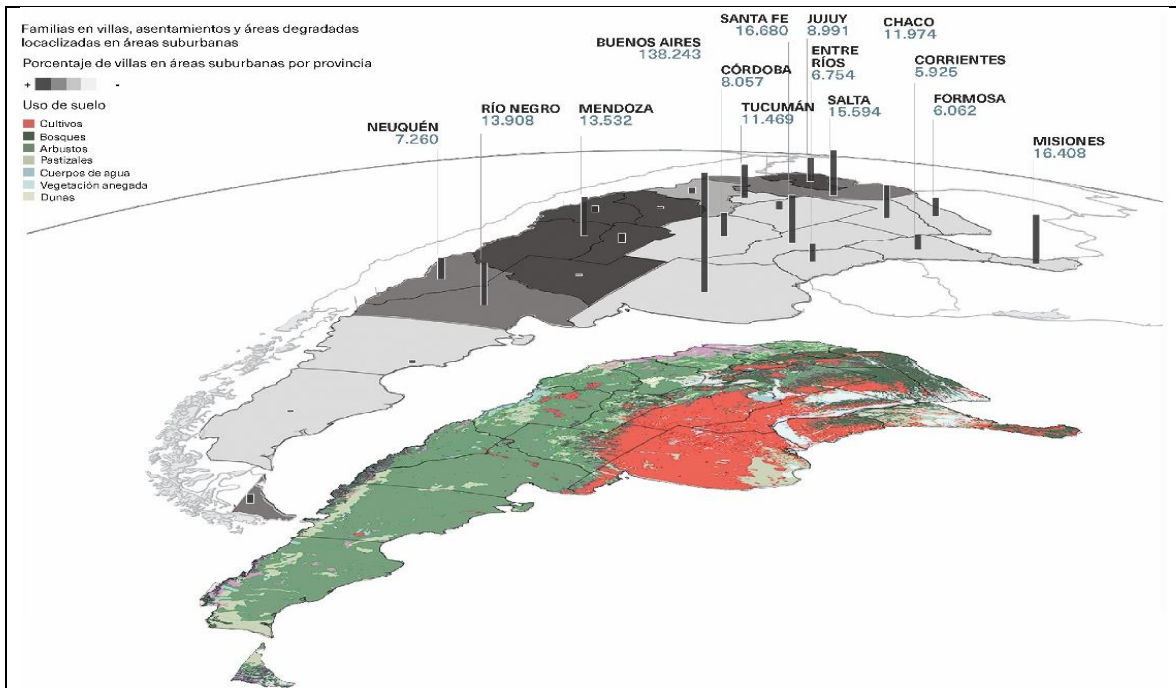 Familias en villas, asentamientos y áreas degradadas
locaclizadas en áreas suburbanas
Porcentaje de villas en áreas suburbanas por provincia
+ -
Uso de suelo
Cultivos
Bosques
Arbustos
Pastizales
Cuerpos de agua
Vegetación anegada
Dunas
NEUQUÉN
7.260
RÍO NEGRO
13.908
MENDOZA
13.532
BUENOS AIRES
138.243
CÓRDOBA
8.057
SANTA FE
16.680
TUCUMÁN
11.469
JUJUY
8.991
ENTRE
RÍOS
6.754
SALTA
15.594
CHACO
11.974
CORRIENTES
5.925
FORMOSA
6.062
MISIONES
16.408